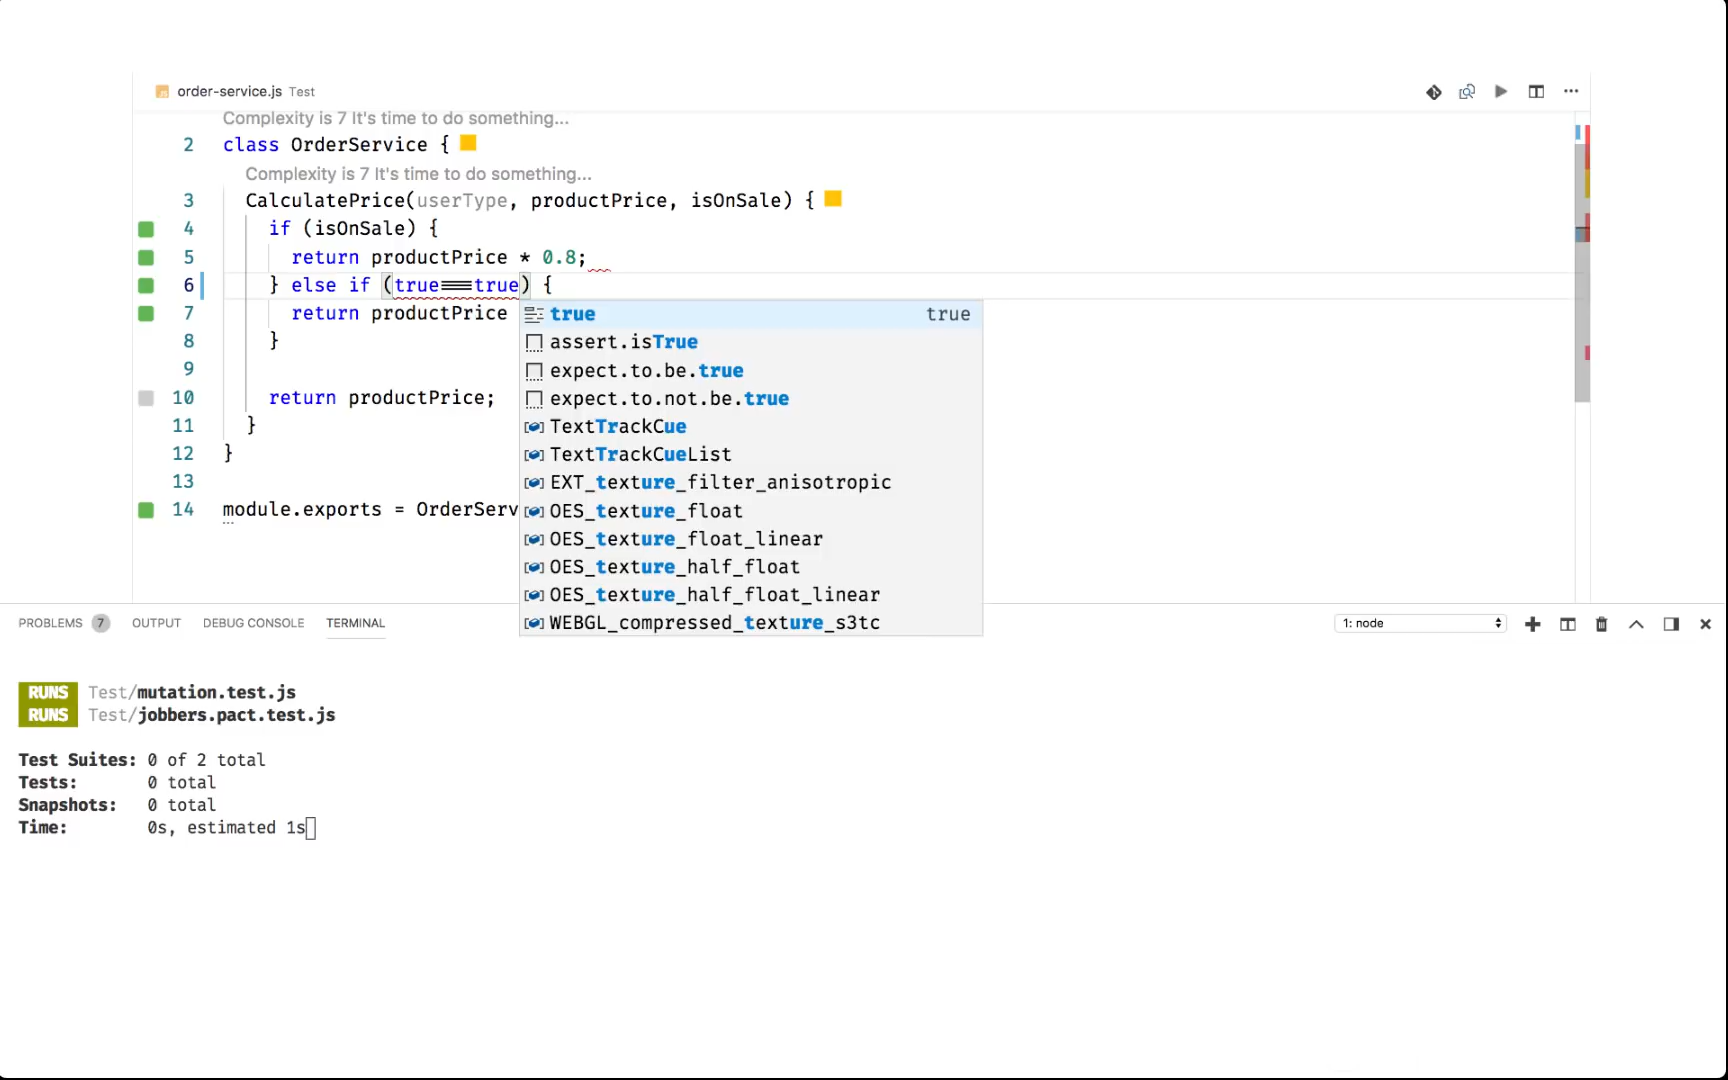 order-service.js Test
Complexity is 7 It's time to do something...
2 class OrderService {
Complexity is 7 It's time to do something...
3 CalculatePrice(userType, productPrice, isOnSale) {
4 if (isOnSale) {
5 return productPrice * 0.8;
6 } else if (true===true) {
7 return productPrice
8 }
9
10 return productPrice;
11 }
12 }
13
14 module.exports = OrderServ
true true
assert.isTrue
expect.to.be.true
expect.to.not.be.true
TextTrackCue
TextTrackCueList
EXT_texture_filter_anisotropic
OES_texture_float
OES_texture_float_linear
OES_texture_half_float
OES_texture_half_float_linear
WEBGL_compressed_texture_s3tc
PROBLEMS 7 OUTPUT DEBUG CONSOLE TERMINAL 1: node
RUNS Test/mutation.test.js
RUNS Test/jobbers.pact.test.js
Test Suites: 0 of 2 total
Tests: 0 total
Snapshots: 0 total
Time: 0s, estimated 1s